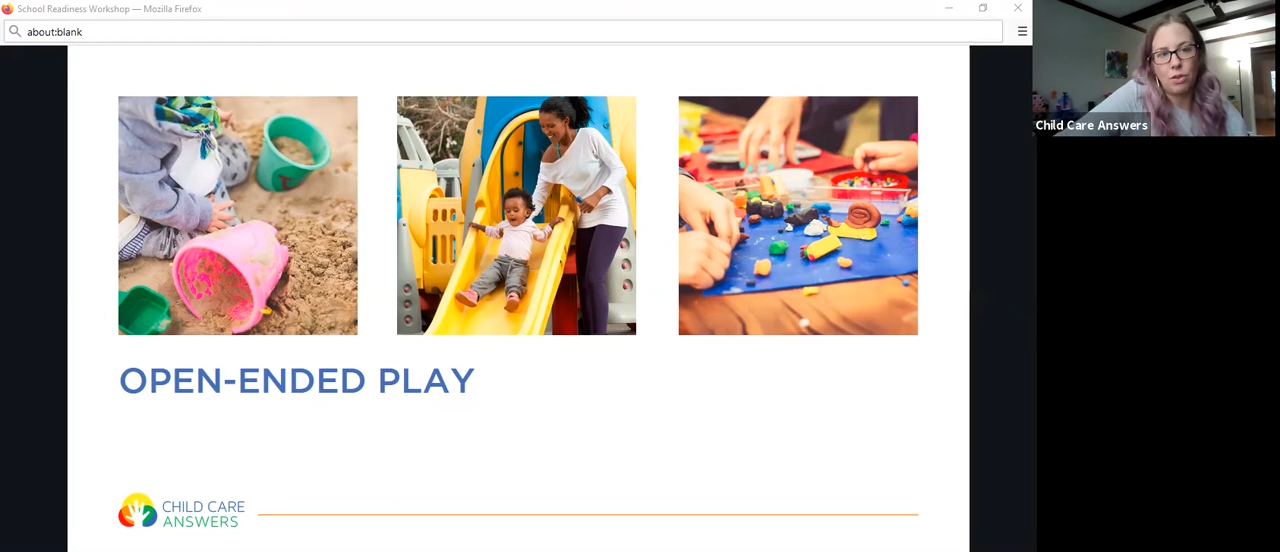 School Readiness Workshop — Mozilla Firefox
about:blank
Child Care Answers
OPEN-ENDED PLAY
CHILD CARE
ANSWERS